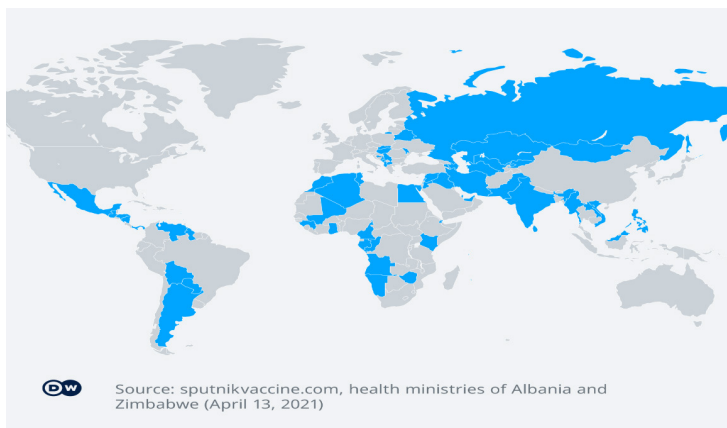 DW
Source: sputnikvaccine.com, health ministries of Albania and
Zimbabwe (April 13, 2021)